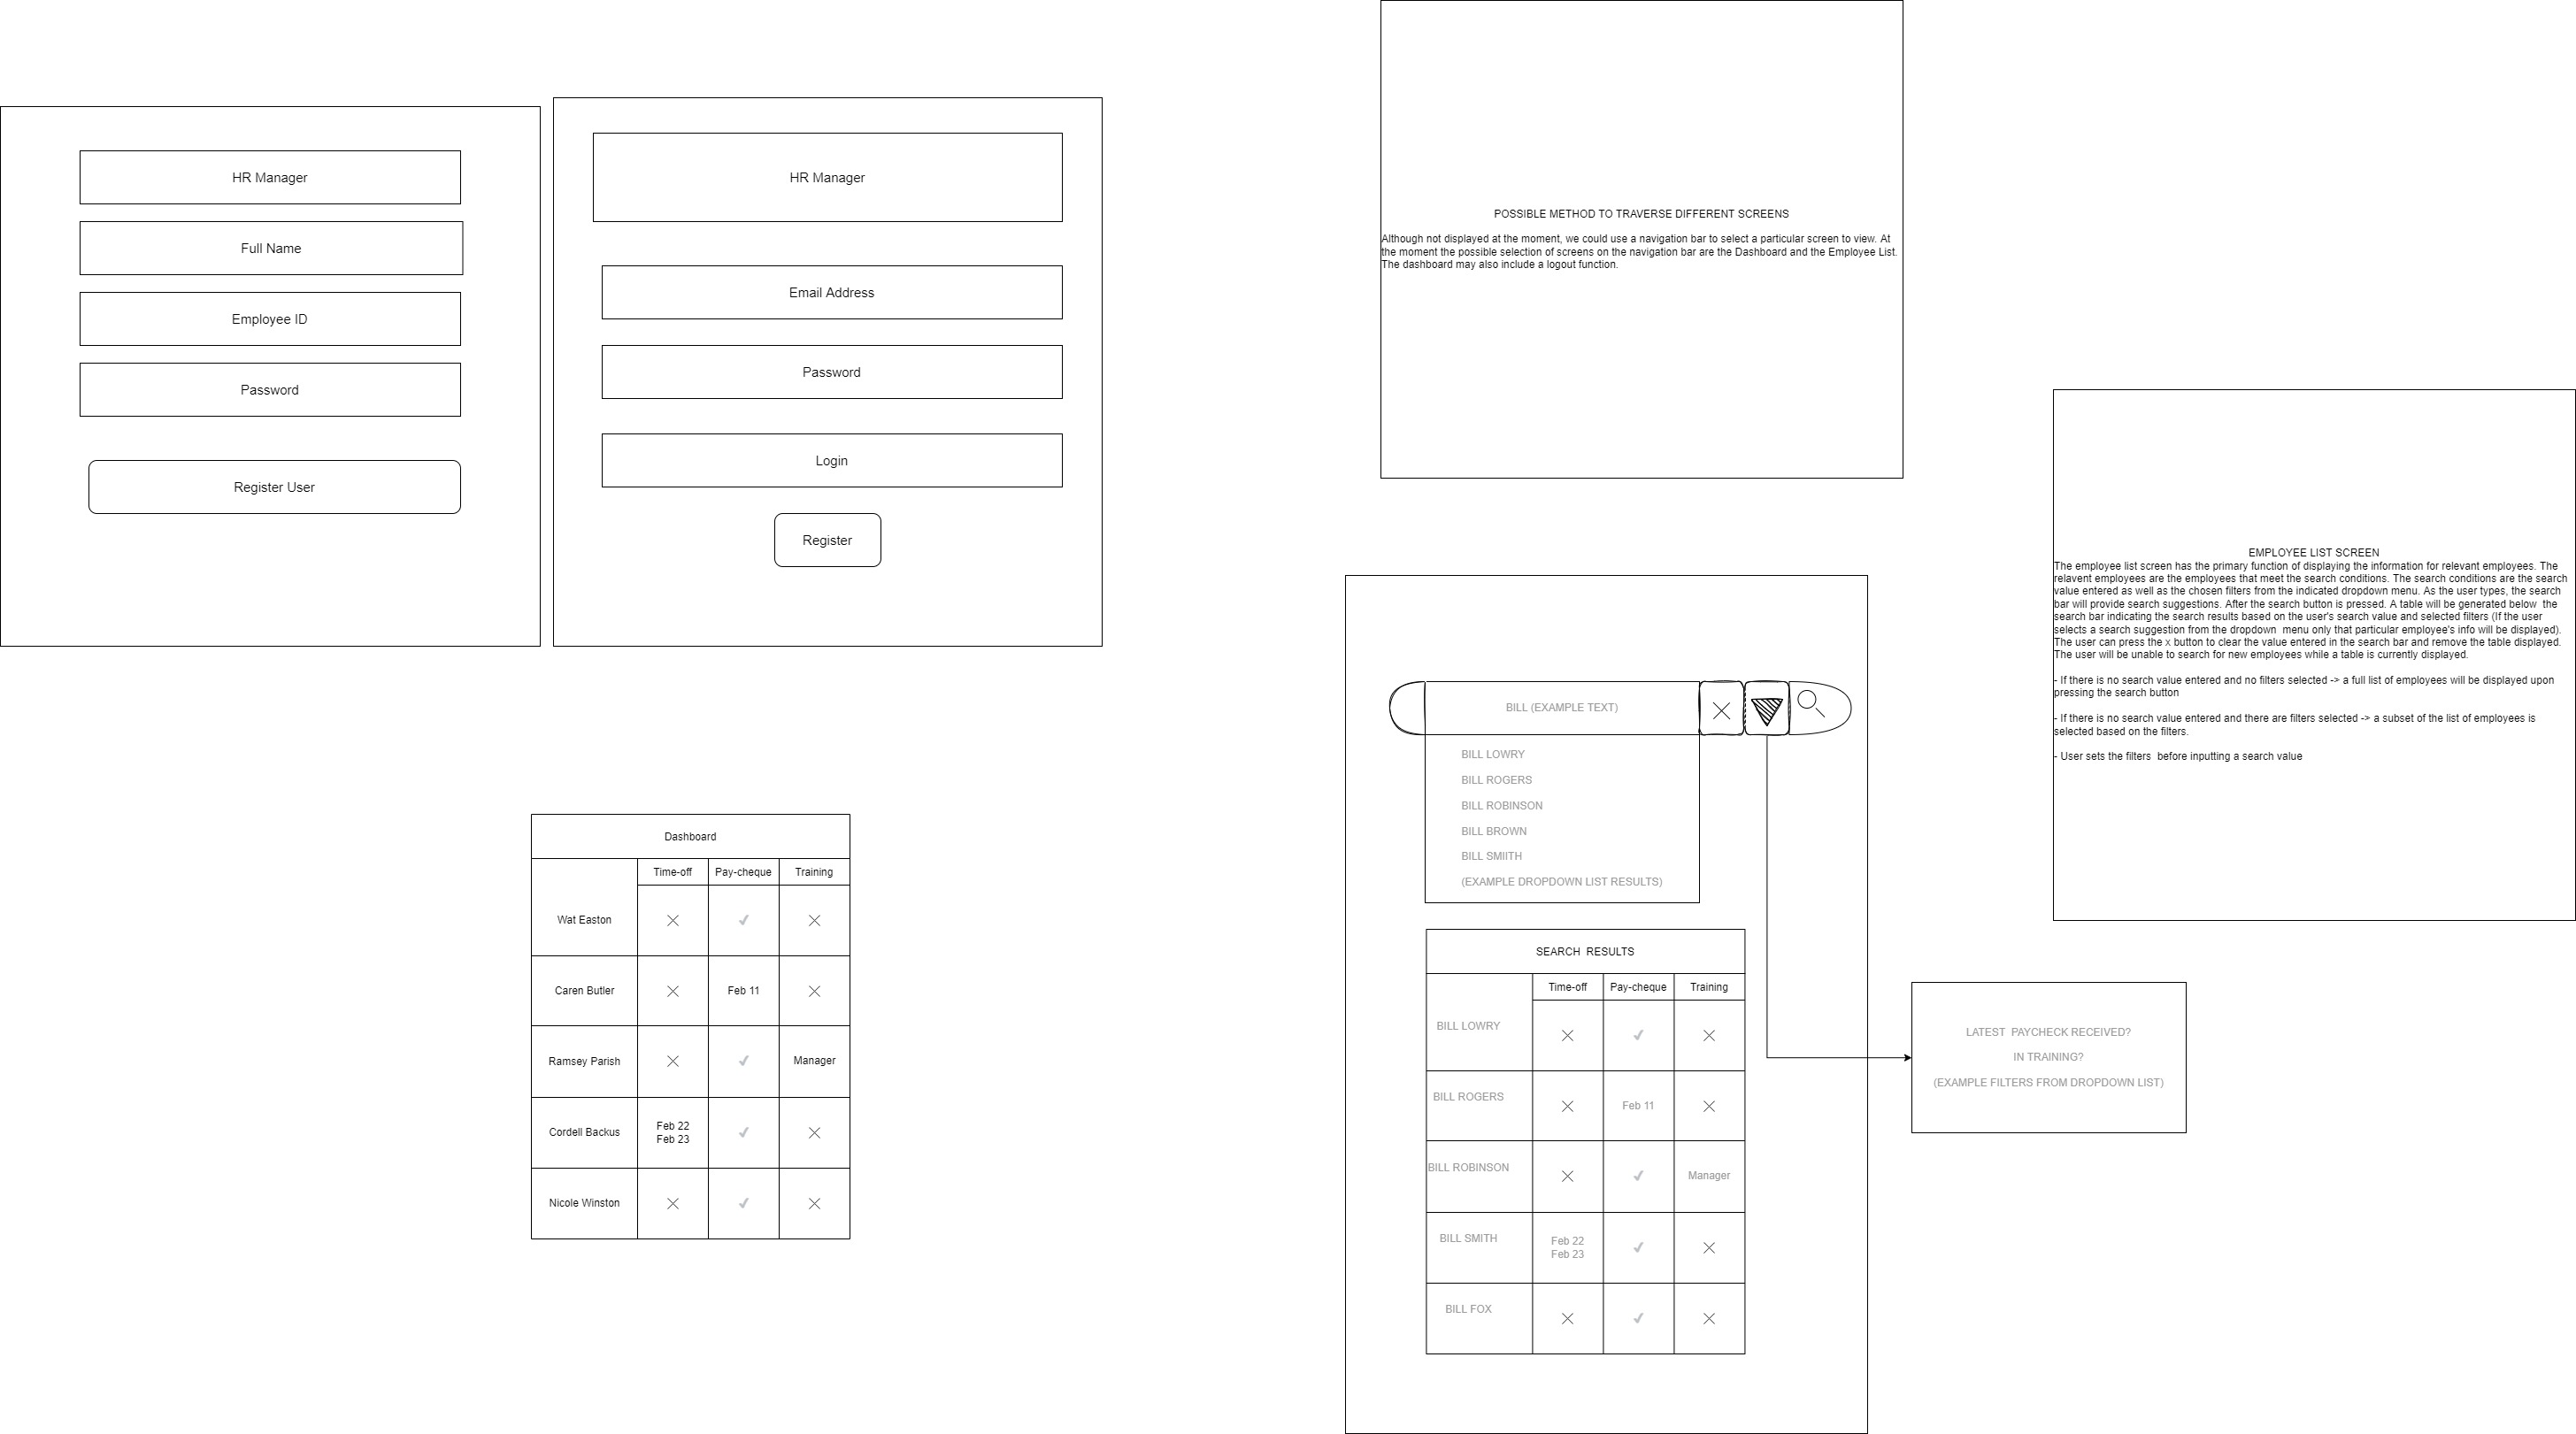 HR Manager
Full Name
Employee ID
Password
Register User
HR Manager
Email Address
Password
Login
Register
POSSIBLE METHOD TO TRAVERSE DIFFERENT SCREENS
Although not displayed at the moment, we could use a navigation bar to select a particular screen to view. At
the moment the possible selection of screens on the navigation bar are the Dashboard and the Employee List.
The dashboard may also include a logout function.
EMPLOYEE LIST SCREEN
The employee list screen has the primary function of displaying the information for relevant employees. The
relavent employees are the employees that meet the search conditions. The search conditions are the search
value entered as well as the chosen filters from the indicated dropdown menu. As the user types, the search
bar will provide search suggestions. After the search button is pressed. A table will be generated below  the
search bar indicating the search results based on the user's search value and selected filters (If the user
selects a search suggestion from the dropdown  menu only that particular employee's info will be displayed).
The user can press the x button to clear the value entered in the search bar and remove the table displayed.
The user will be unable to search for new employees while a table is currently displayed.
- If there is no search value entered and no filters selected -> a full list of employees will be displayed upon
pressing the search button
- If there is no search value entered and there are filters selected -> a subset of the list of employees is
selected based on the filters.
- User sets the filters  before inputting a search value
BILL (EXAMPLE TEXT)
BILL LOWRY
BILL ROGERS
BILL ROBINSON
BILL BROWN
BILL SMIITH
(EXAMPLE DROPDOWN LIST RESULTS)
Dashboard
Time-off Pay-cheque Training
Wat Easton ✓
Caren Butler Feb 11
Ramsey Parish ✓ Manager
Cordell Backus Feb 22 ✓
Feb 23
Nicole Winston ✓
SEARCH  RESULTS
Time-off Pay-cheque Training
BILL LOWRY ✓
BILL ROGERS Feb 11
BILL ROBINSON ✓ Manager
BILL SMITH Feb 22 ✓
Feb 23
BILL FOX ✓
LATEST  PAYCHECK RECEIVED?
IN TRAINING?
(EXAMPLE FILTERS FROM DROPDOWN LIST)